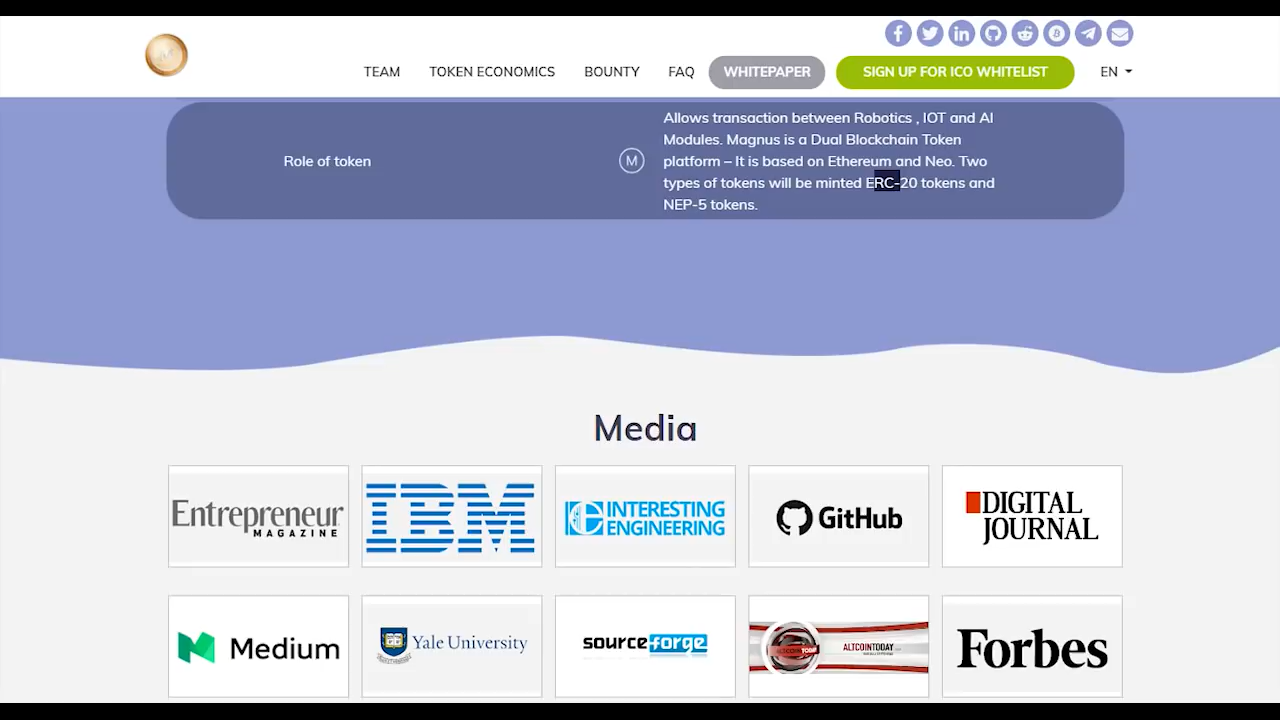 TEAM
TOKEN ECONOMICS
BOUNTY
FAQ
WHITEPAPER
SIGN UP FOR ICO WHITELIST
EN
Role of token
M
Allows transaction between Robotics , IOT and AI
Modules. Magnus is a Dual Blockchain Token
platform – It is based on Ethereum and Neo. Two
types of tokens will be minted ERC-20 tokens and
NEP-5 tokens.
Media
Entrepreneur
MAGAZINE
IBM
INTERESTING
ENGINEERING
GitHub
DIGITAL
JOURNAL
Medium
Yale University
sourceforge
ALTCOINTODAY
Forbes